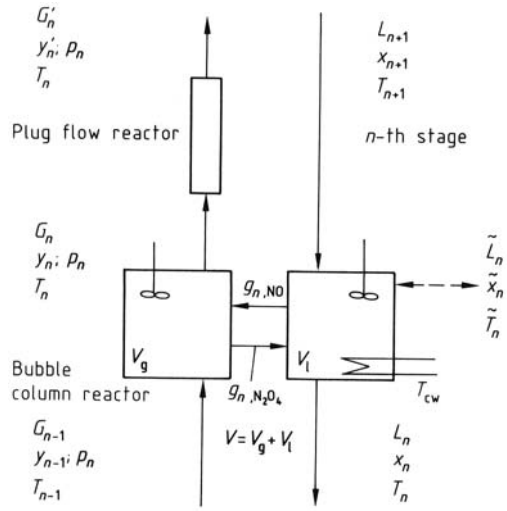 G′n
y′n; pn
Tn
Plug flow reactor
Ln+1
xn+1
Tn+1
n-th stage
Gn
yn; pn
Tn
gn,NO
L̃n
x̃n
T̃n
Vg
Vl
gn,N2O4
Tcw
Bubble
column reactor
Gn−1
yn−1; pn
Tn−1
V=Vg+Vl
Ln
xn
Tn